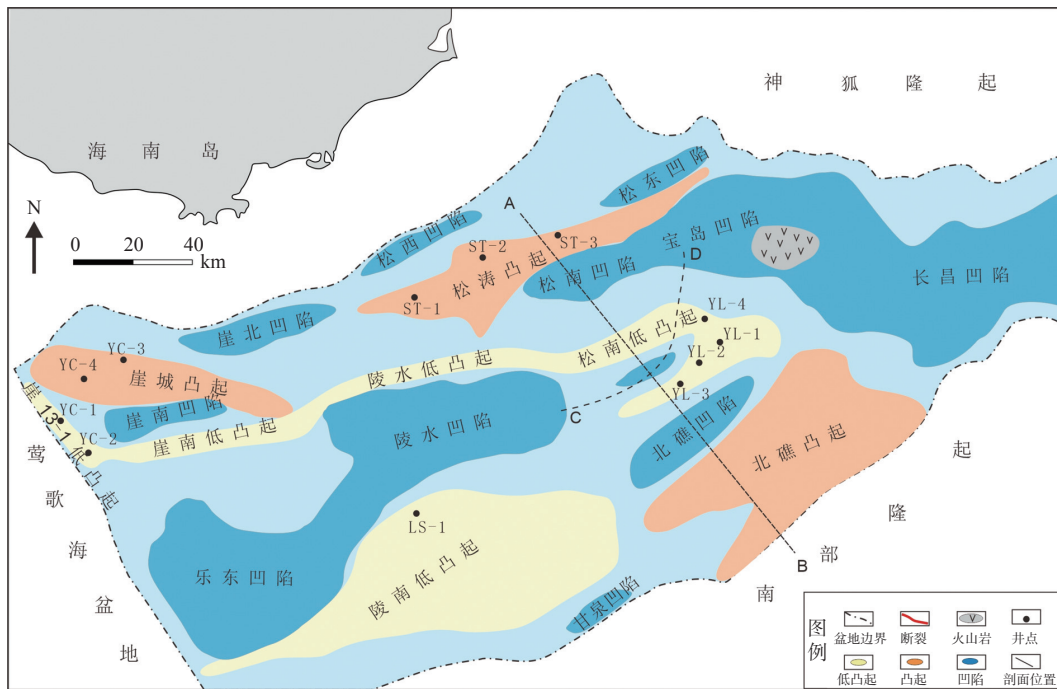 神狐隆起
海南岛
N
0 20 40
km
松东凹陷
A
松西凹陷
宝岛凹陷
ST-3
ST-2
松涛凸起
松南凹陷
D
长昌凹陷
ST-1
崖北凹陷
YL-4
松南低凸起
YL-1
YC-3
YC-4
崖城凸起
陵水低凸起
YL-2
YL-3
崖13-1低凸起
YC-1
崖南凹陷
C
YC-2
崖南低凸起
陵水凹陷
北礁凹陷
北礁凸起
莺歌海盆地
LS-1
乐东凹陷
陵南低凸起
甘泉凹陷
B
南部隆起
图例
盆地边界 断裂 火山岩 井点
低凸起 凸起 凹陷 剖面位置